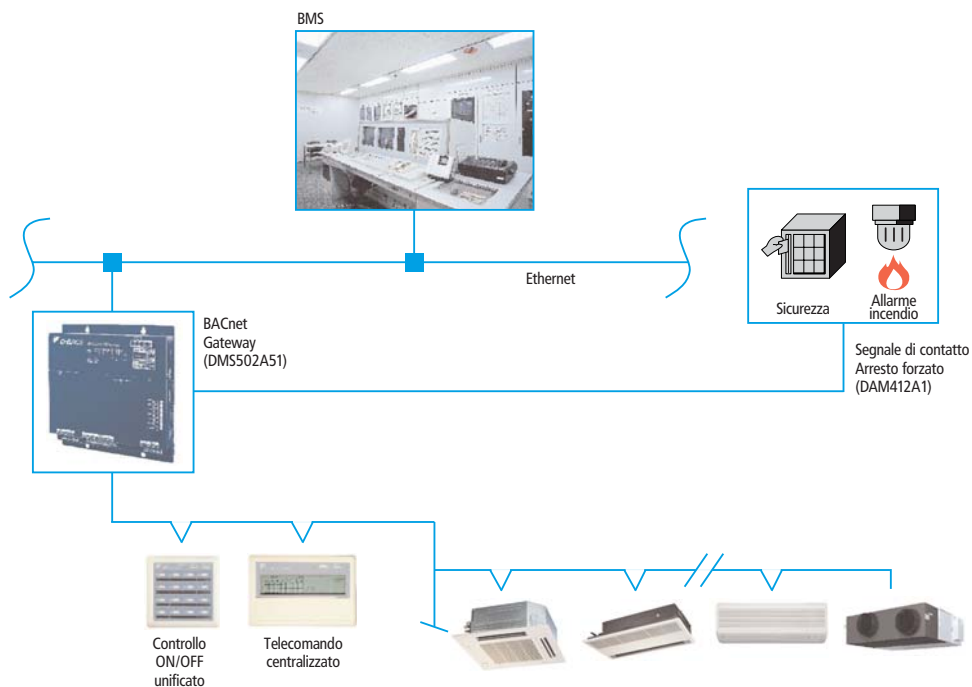 BMS
Ethernet
Sicurezza
Allarme
incendio
BACnet
Gateway
(DMS502A51)
Segnale di contatto
Arresto forzato
(DAM412A1)
Controllo
ON/OFF
unificato
Telecomando
centralizzato